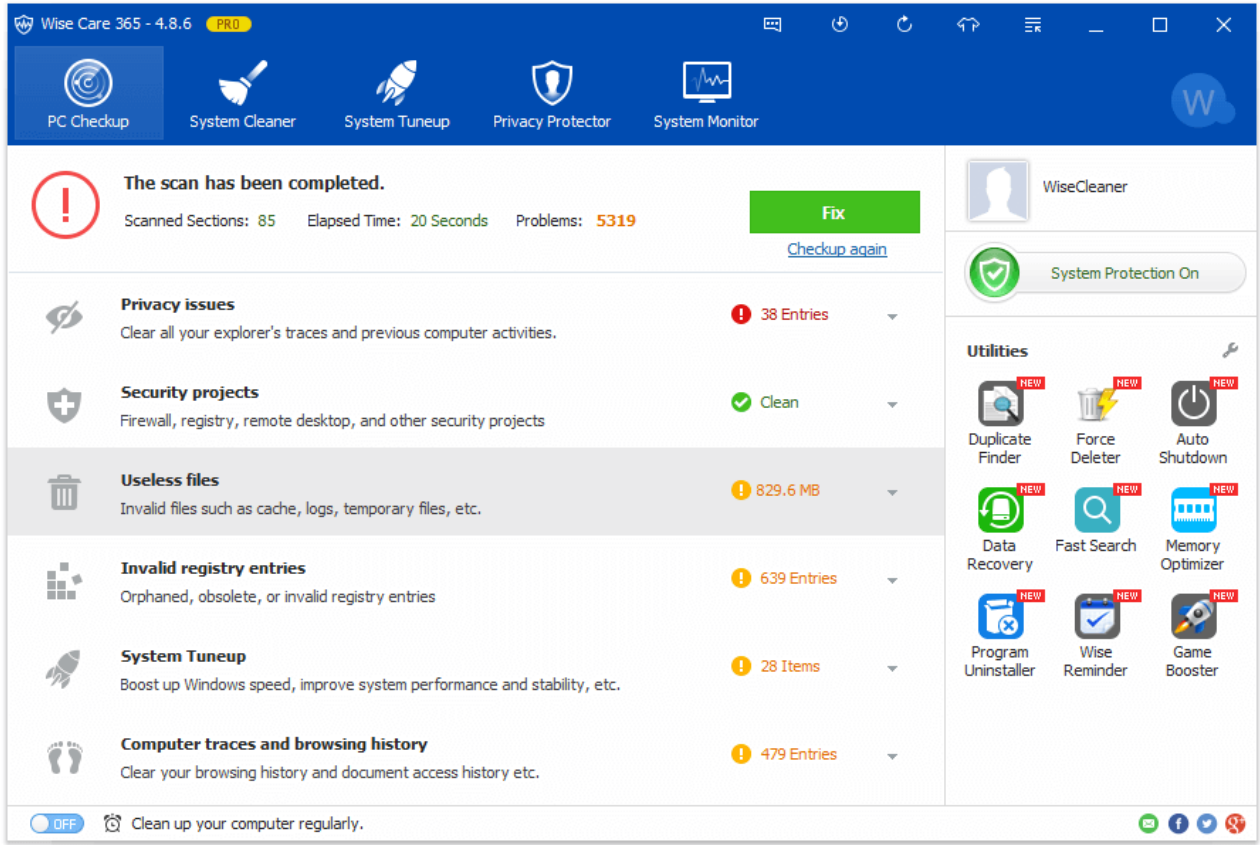 Wise Care 365 - 4.8.6 PRO
PC Checkup
System Cleaner
System Tuneup
Privacy Protector
System Monitor
W
The scan has been completed.
Scanned Sections: 85 Elapsed Time: 20 Seconds Problems: 5319
Fix
Checkup again
Privacy issues
Clear all your explorer's traces and previous computer activities.
38 Entries
Security projects
Firewall, registry, remote desktop, and other security projects
Clean
Useless files
Invalid files such as cache, logs, temporary files, etc.
829.6 MB
Invalid registry entries
Orphaned, obsolete, or invalid registry entries
639 Entries
System Tuneup
Boost up Windows speed, improve system performance and stability, etc.
28 Items
Computer traces and browsing history
Clear your browsing history and document access history etc.
479 Entries
OFF
Clean up your computer regularly.
WiseCleaner
System Protection On
Utilities
NEW
Duplicate
Finder
NEW
Force
Deleter
NEW
Auto
Shutdown
NEW
Data
Recovery
NEW
Fast Search
NEW
Memory
Optimizer
NEW
Program
Uninstaller
NEW
Wise
Reminder
NEW
Game
Booster